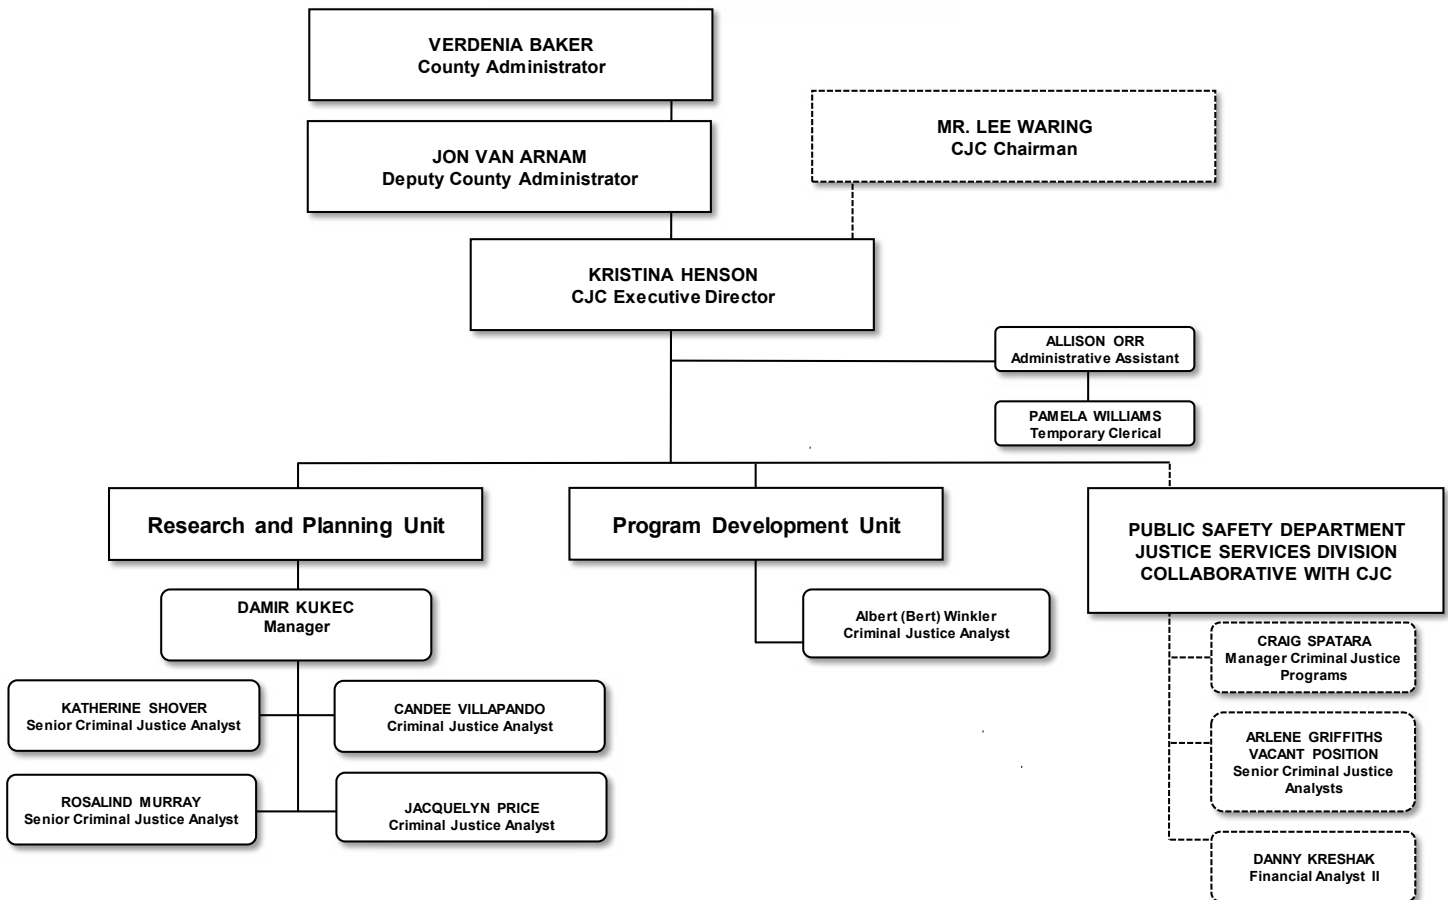 VERDENIA BAKER
County Administrator
JON VAN ARNAM
Deputy County Administrator
MR. LEE WARING
CJC Chairman
KRISTINA HENSON
CJC Executive Director
ALLISON ORR
Administrative Assistant
PAMELA WILLIAMS
Temporary Clerical
Research and Planning Unit
DAMIR KUKEC
Manager
KATHERINE SHOVER
Senior Criminal Justice Analyst
CANDEE VILLAPANDO
Criminal Justice Analyst
ROSALIND MURRAY
Senior Criminal Justice Analyst
JACQUELYN PRICE
Criminal Justice Analyst
Program Development Unit
Albert (Bert) Winkler
Criminal Justice Analyst
PUBLIC SAFETY DEPARTMENT
JUSTICE SERVICES DIVISION
COLLABORATIVE WITH CJC
CRAIG SPATARA
Manager Criminal Justice
Programs
ARLENE GRIFFITHS
VACANT POSITION
Senior Criminal Justice
Analysts
DANNY KRESHAK
Financial Analyst II